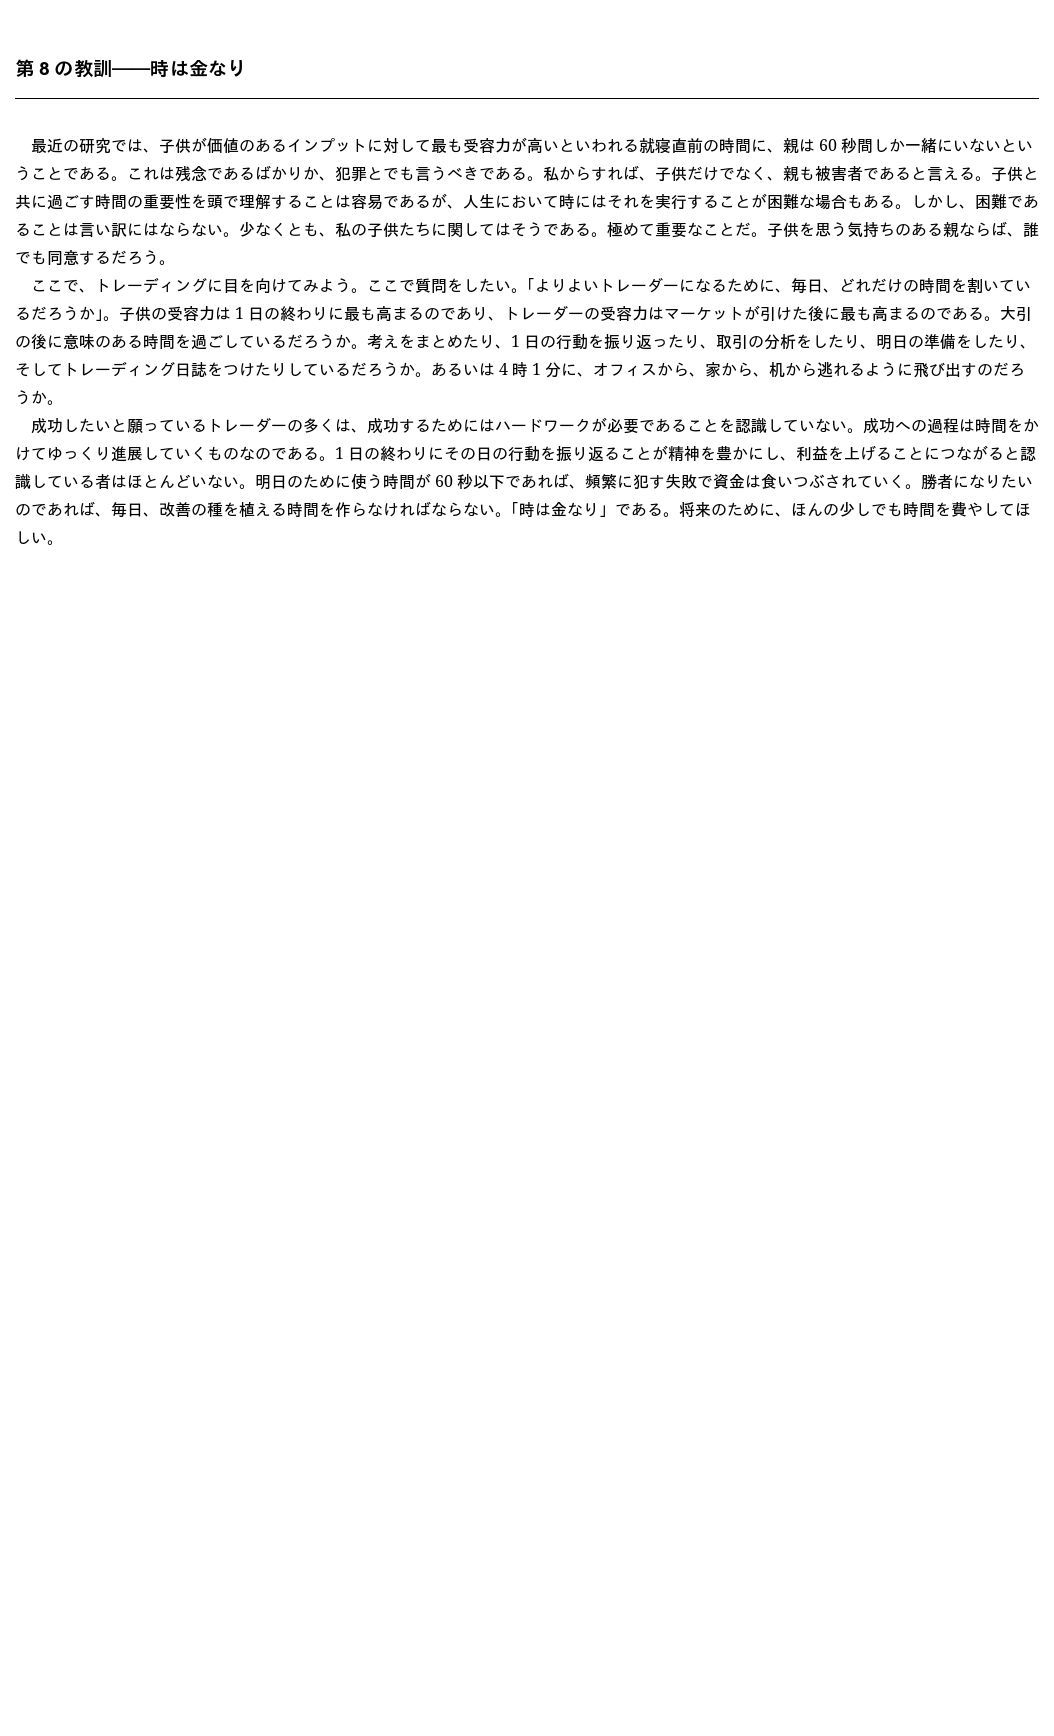 第 8 の教訓――時は金なり
　最近の研究では、子供が価値のあるインプットに対して最も受容力が高いといわれる就寝直前の時間に、親は 60 秒間しか一緒にいないとい
うことである。これは残念であるばかりか、犯罪とでも言うべきである。私からすれば、子供だけでなく、親も被害者であると言える。子供と
共に過ごす時間の重要性を頭で理解することは容易であるが、人生において時にはそれを実行することが困難な場合もある。しかし、困難であ
ることは言い訳にはならない。少なくとも、私の子供たちに関してはそうである。極めて重要なことだ。子供を思う気持ちのある親ならば、誰
でも同意するだろう。
　ここで、トレーディングに目を向けてみよう。ここで質問をしたい。「よりよいトレーダーになるために、毎日、どれだけの時間を割いてい
るだろうか」。子供の受容力は 1 日の終わりに最も高まるのであり、トレーダーの受容力はマーケットが引けた後に最も高まるのである。大引
の後に意味のある時間を過ごしているだろうか。考えをまとめたり、1 日の行動を振り返ったり、取引の分析をしたり、明日の準備をしたり、
そしてトレーディング日誌をつけたりしているだろうか。あるいは 4 時 1 分に、オフィスから、家から、机から逃れるように飛び出すのだろ
うか。
　成功したいと願っているトレーダーの多くは、成功するためにはハードワークが必要であることを認識していない。成功への過程は時間をか
けてゆっくり進展していくものなのである。1 日の終わりにその日の行動を振り返ることが精神を豊かにし、利益を上げることにつながると認
識している者はほとんどいない。明日のために使う時間が 60 秒以下であれば、頻繁に犯す失敗で資金は食いつぶされていく。勝者になりたい
のであれば、毎日、改善の種を植える時間を作らなければならない。「時は金なり」である。将来のために、ほんの少しでも時間を費やしてほ
しい。